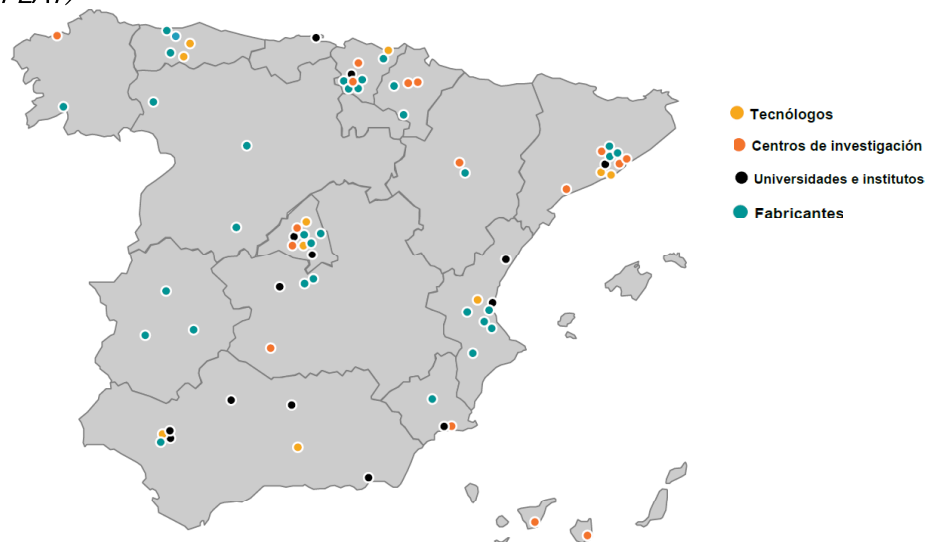 Tecnólogos
Centros de investigación
Universidades e institutos
Fabricantes